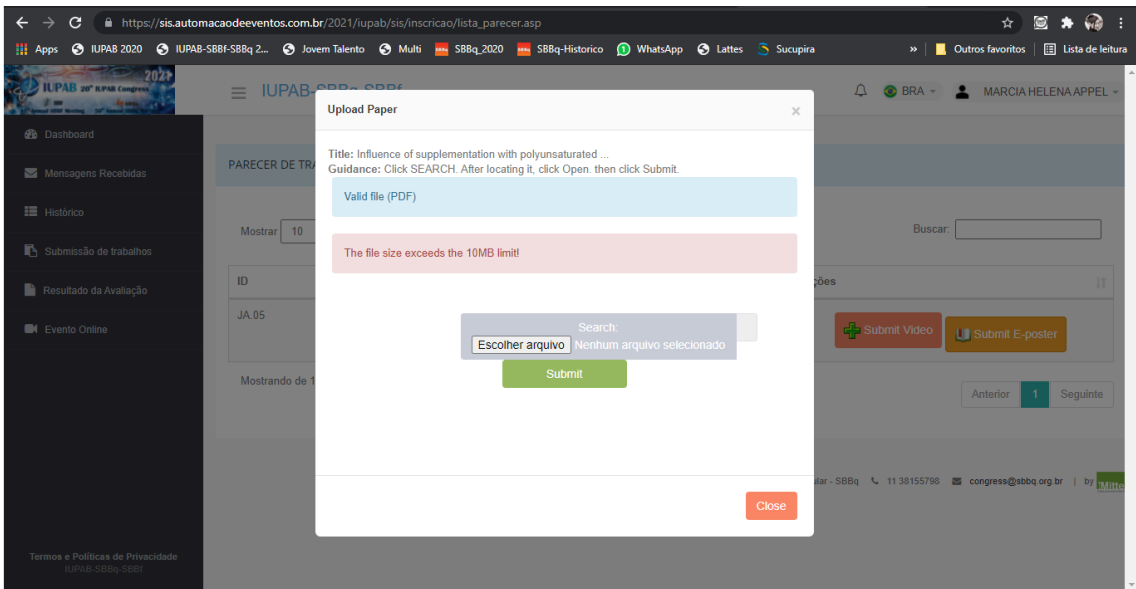 https://sis.automacaodeeventos.com.br/2021/iupab/sis/inscricao/lista_parecer.asp
Apps IUPAB 2020 IUPAB-SBBf-SBBq 2... Jovem Talento Multi SBBq_2020 SBBq-Historico WhatsApp Lattes Sucupira » Outros favoritos Lista de leitura
2021
IUPAB 20º IUPAB Congress
IUPAB-SBBq-SBBf
BRA MARCIA HELENA APPEL
Dashboard
Mensagens Recebidas
Histórico
Submissão de trabalhos
Resultado da Avaliação
Evento Online
Termos e Políticas de Privacidade
IUPAB-SBBq-SBBf
PARECER DE TRA
Mostrar 10
Buscar:
ID
ções
JA.05
Submit Video Submit E-poster
Mostrando de 1
Anterior 1 Seguinte
Upload Paper ×
Title: Influence of supplementation with polyunsaturated ...
Guidance: Click SEARCH. After locating it, click Open. then click Submit.
Valid file (PDF)
The file size exceeds the 10MB limit!
Search:
Escolher arquivo Nenhum arquivo selecionado
Submit
Close
ular - SBBq 11 38155798 congress@sbbq.org.br | by Mitte